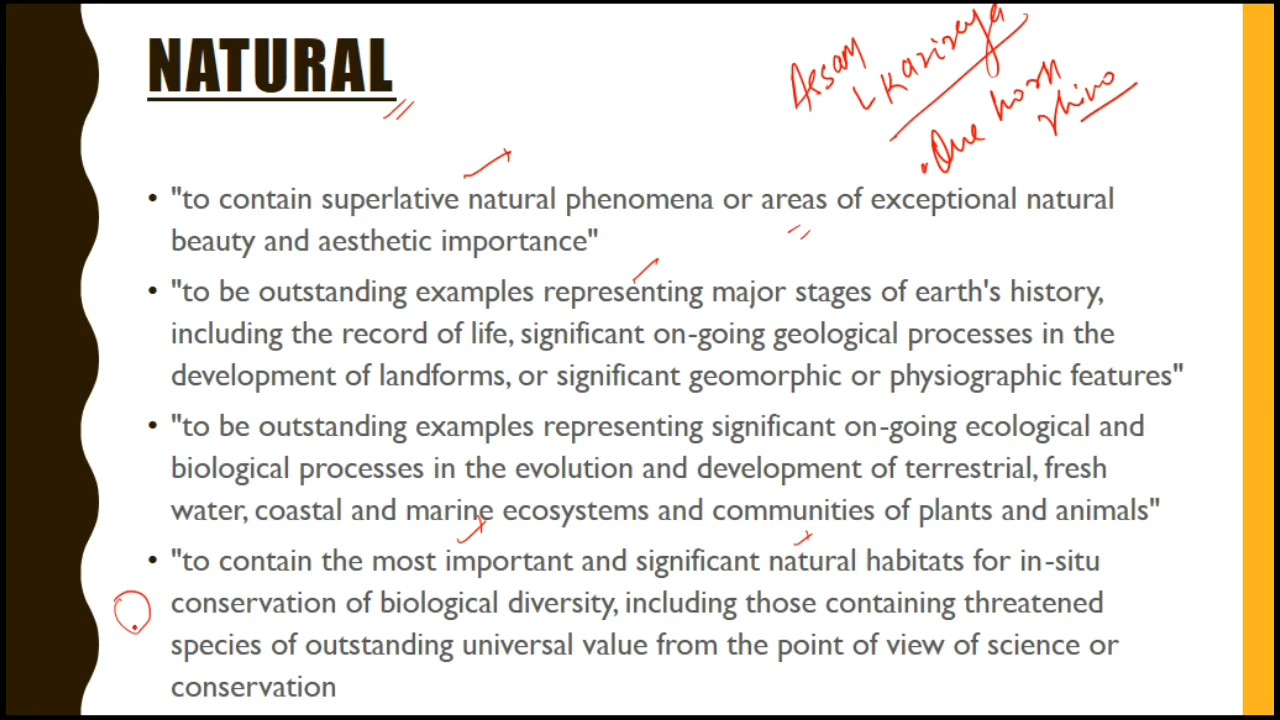 NATURAL
Assam
Kaziranga
• One horn
rhino
• "to contain superlative natural phenomena or areas of exceptional natural
beauty and aesthetic importance"
• "to be outstanding examples representing major stages of earth's history,
including the record of life, significant on-going geological processes in the
development of landforms, or significant geomorphic or physiographic features"
• "to be outstanding examples representing significant on-going ecological and
biological processes in the evolution and development of terrestrial, fresh
water, coastal and marine ecosystems and communities of plants and animals"
• "to contain the most important and significant natural habitats for in-situ
conservation of biological diversity, including those containing threatened
species of outstanding universal value from the point of view of science or
conservation